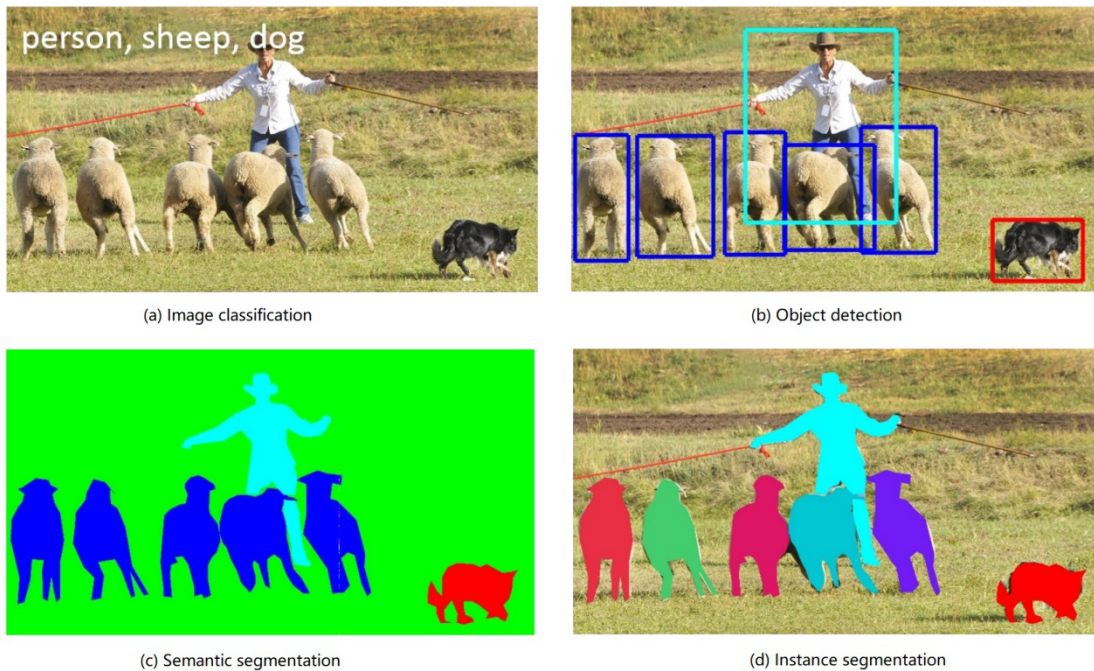 person, sheep, dog
(a) Image classification
(b) Object detection
(c) Semantic segmentation
(d) Instance segmentation